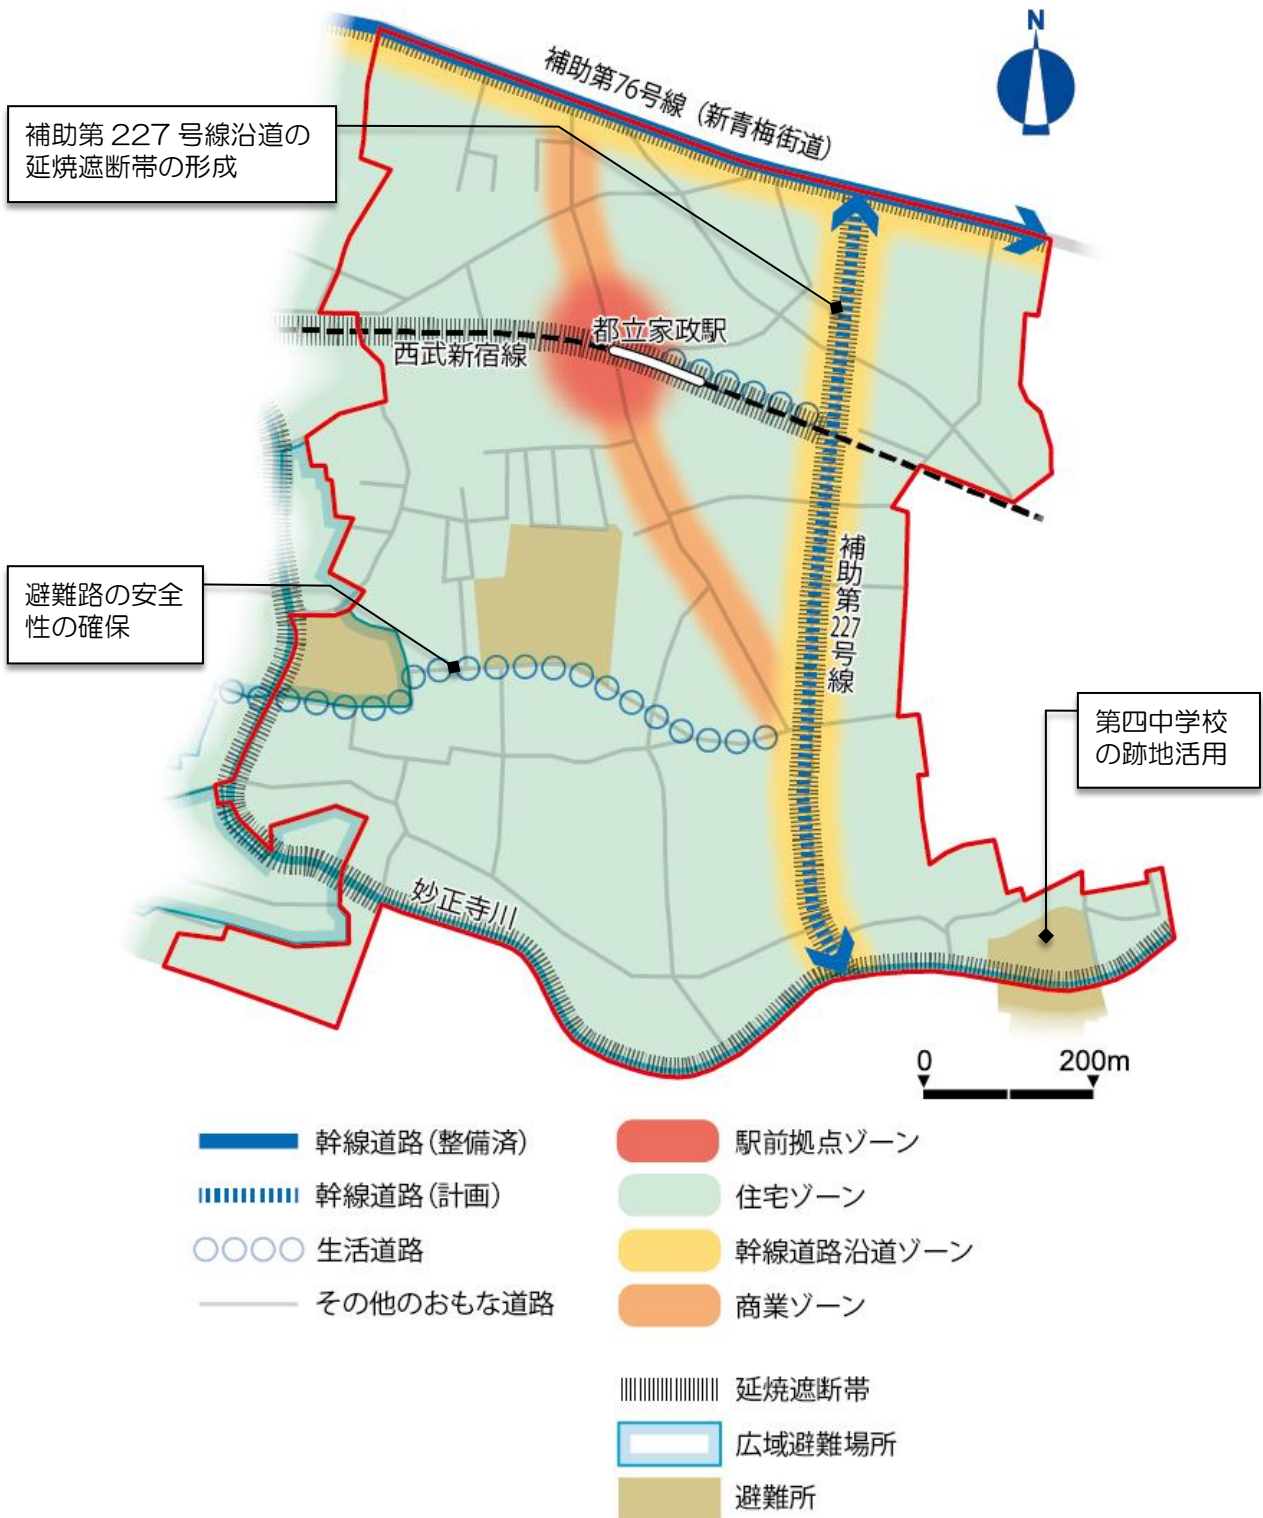 N
補助第76号線（新青梅街道）
補助第 227 号線沿道の
延焼遮断帯の形成
都立家政駅
西武新宿線
補助第227号線
避難路の安全
性の確保
第四中学校
の跡地活用
妙正寺川
0 200m
幹線道路（整備済）
幹線道路（計画）
生活道路
その他のおもな道路
駅前拠点ゾーン
住宅ゾーン
幹線道路沿道ゾーン
商業ゾーン
延焼遮断帯
広域避難場所
避難所